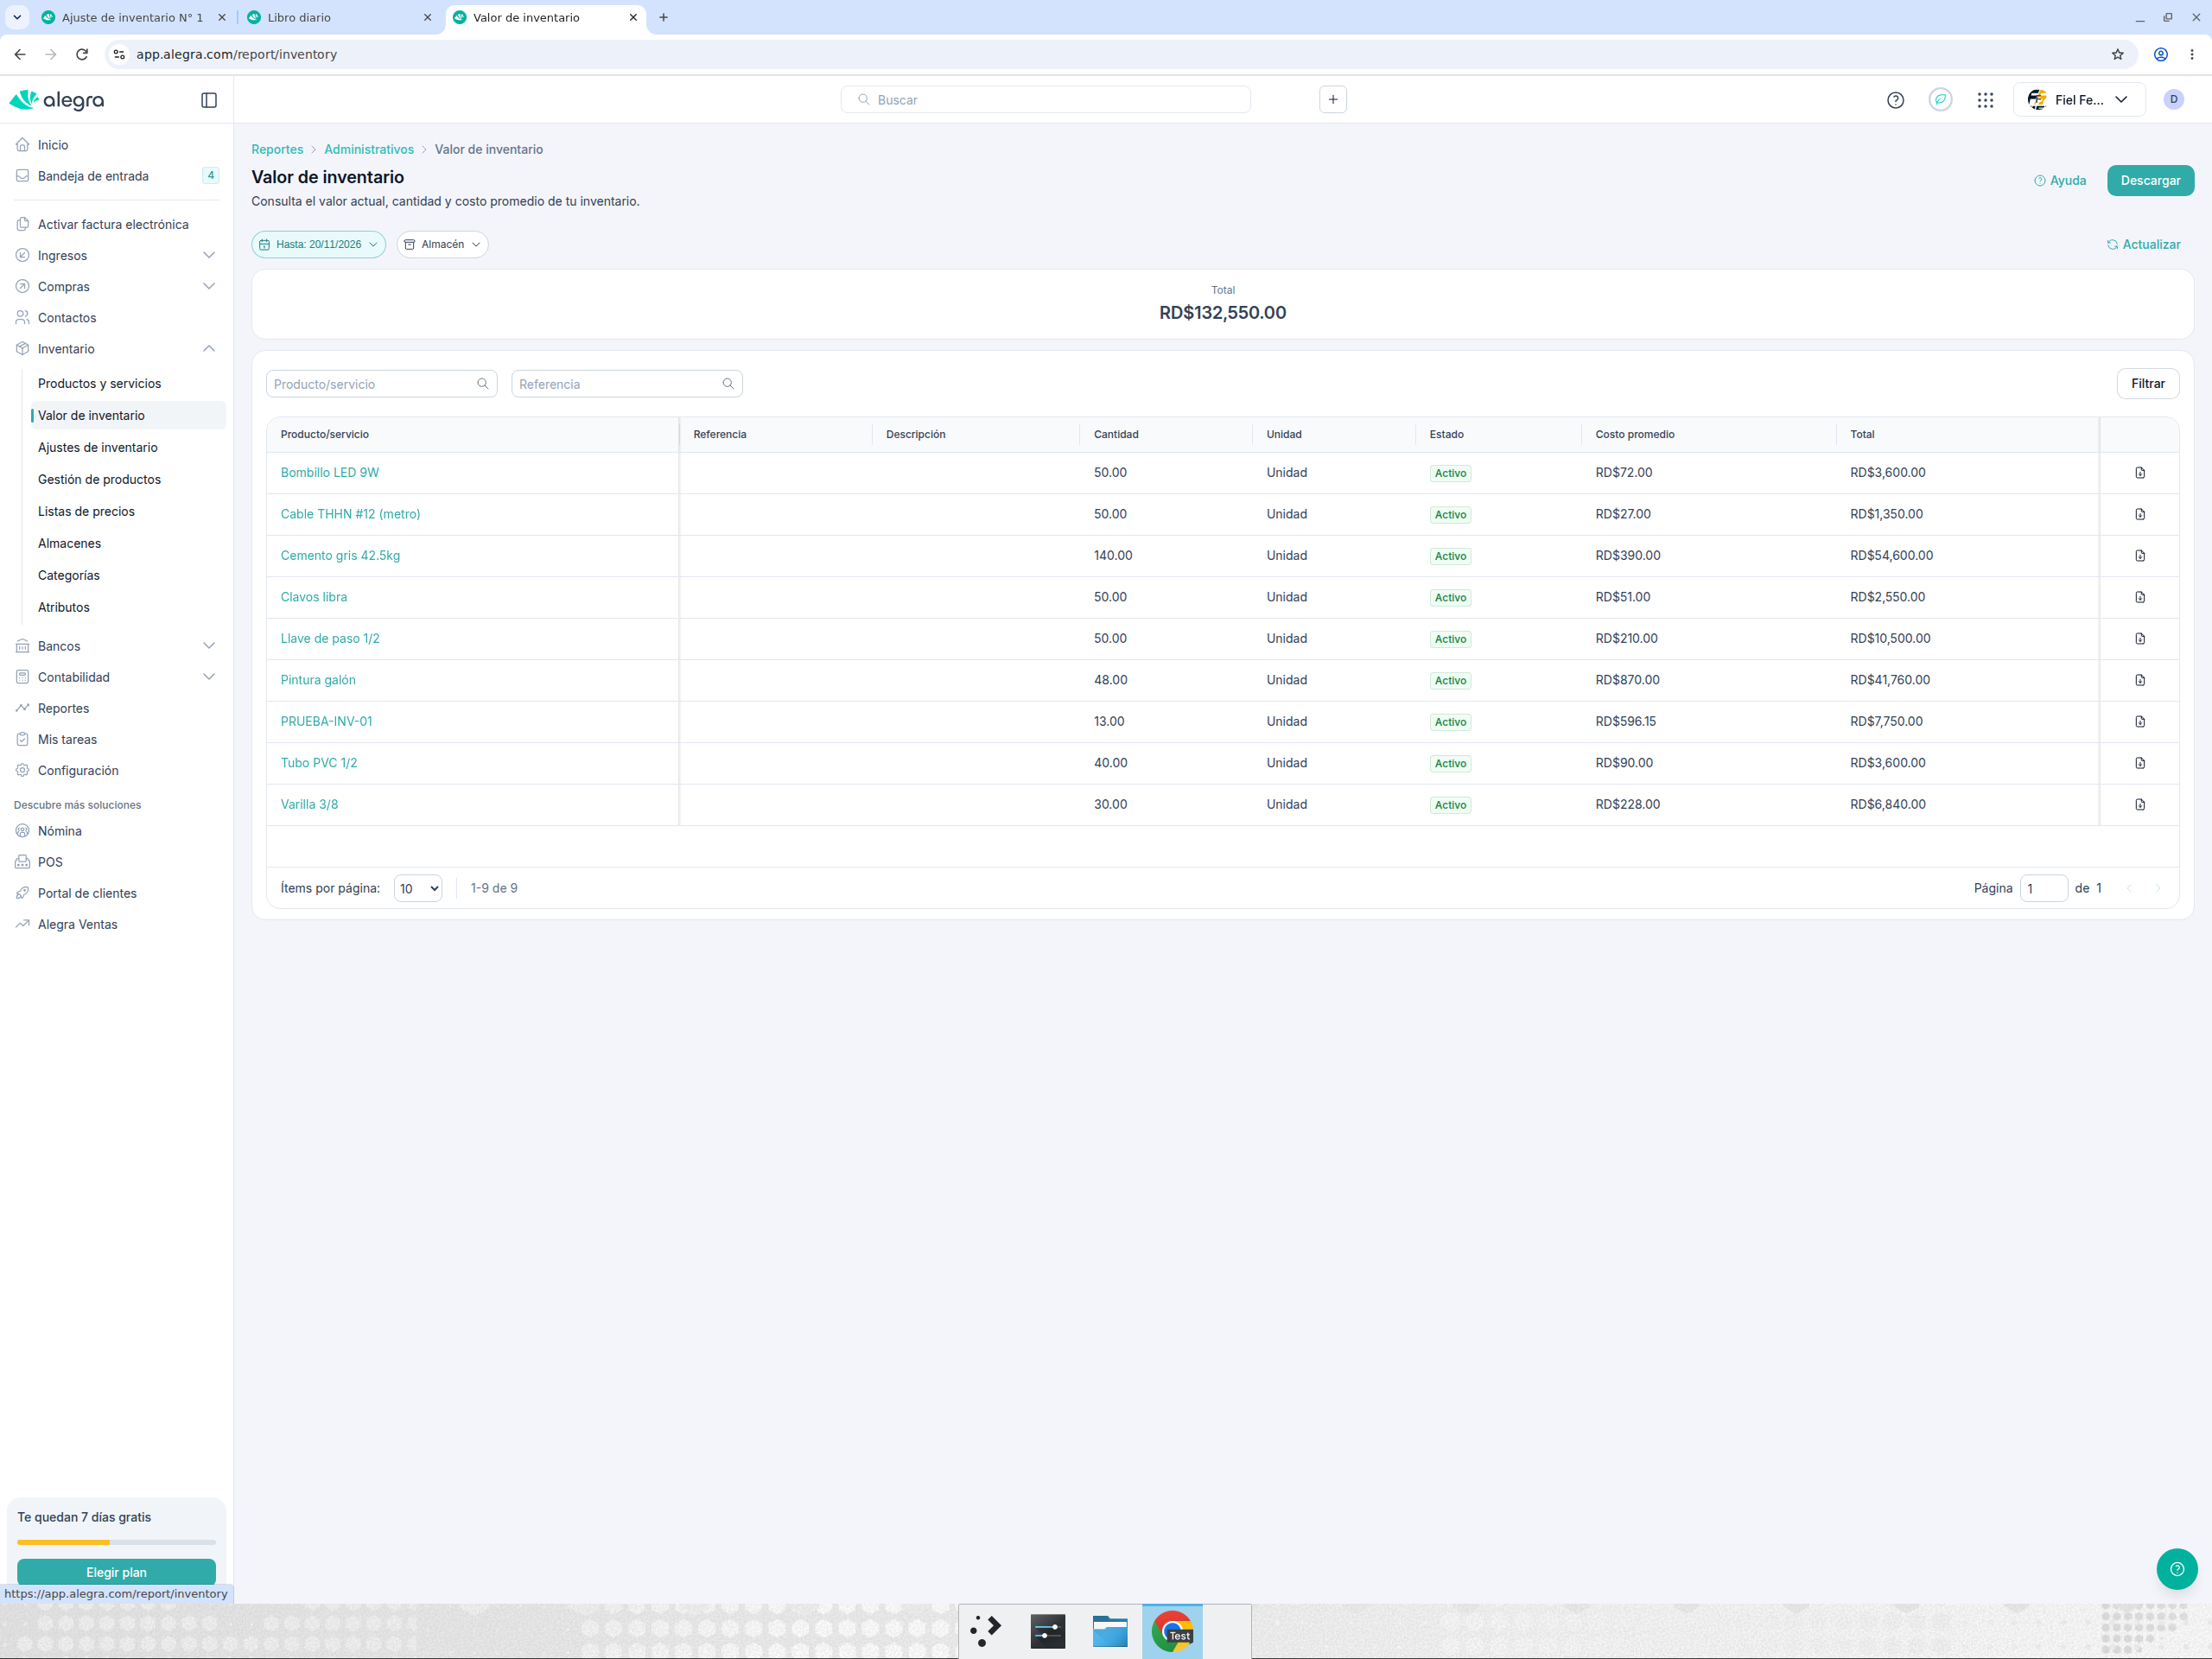 Ajuste de inventario N° 1
Libro diario
Valor de inventario
app.alegra.com/report/inventory
alegra
Buscar
Fiel Fe...
D
Inicio
Bandeja de entrada 4
Activar factura electrónica
Ingresos
Compras
Contactos
Inventario
Productos y servicios
Valor de inventario
Ajustes de inventario
Gestión de productos
Listas de precios
Almacenes
Categorías
Atributos
Bancos
Contabilidad
Reportes
Mis tareas
Configuración
Descubre más soluciones
Nómina
POS
Portal de clientes
Alegra Ventas
Te quedan 7 días gratis
Elegir plan
https://app.alegra.com/report/inventory
Reportes > Administrativos > Valor de inventario
Valor de inventario
Consulta el valor actual, cantidad y costo promedio de tu inventario.
Ayuda
Descargar
Hasta: 20/11/2026
Almacén
Actualizar
Total
RD$132,550.00
Producto/servicio
Referencia
Filtrar
Producto/servicio Referencia Descripción Cantidad Unidad Estado Costo promedio Total
Bombillo LED 9W 50.00 Unidad Activo RD$72.00 RD$3,600.00
Cable THHN #12 (metro) 50.00 Unidad Activo RD$27.00 RD$1,350.00
Cemento gris 42.5kg 140.00 Unidad Activo RD$390.00 RD$54,600.00
Clavos libra 50.00 Unidad Activo RD$51.00 RD$2,550.00
Llave de paso 1/2 50.00 Unidad Activo RD$210.00 RD$10,500.00
Pintura galón 48.00 Unidad Activo RD$870.00 RD$41,760.00
PRUEBA-INV-01 13.00 Unidad Activo RD$596.15 RD$7,750.00
Tubo PVC 1/2 40.00 Unidad Activo RD$90.00 RD$3,600.00
Varilla 3/8 30.00 Unidad Activo RD$228.00 RD$6,840.00
Ítems por página: 10 1-9 de 9
Página 1 de 1
Test